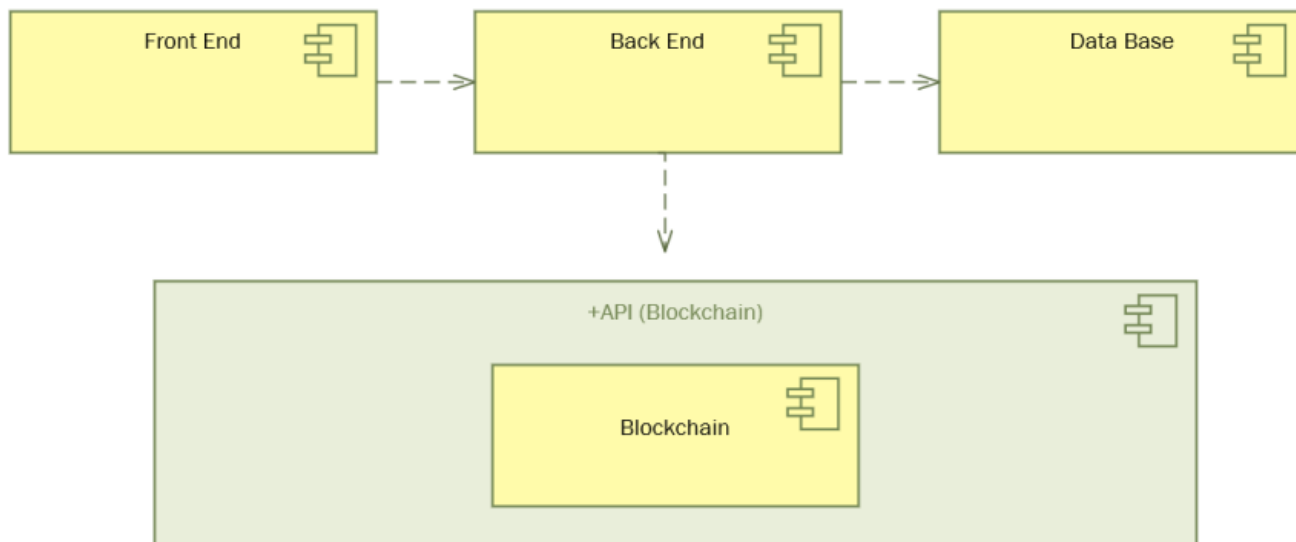 Front End
Back End
Data Base
+API (Blockchain)
Blockchain